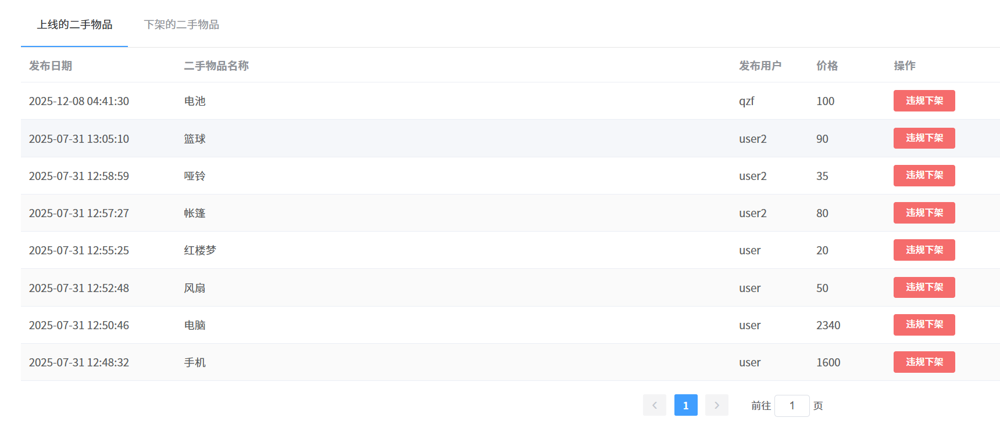 上线的二手物品 下架的二手物品
发布日期 二手物品名称 发布用户 价格 操作
2025-12-08 04:41:30 电池 qzf 100 违规下架
2025-07-31 13:05:10 篮球 user2 90 违规下架
2025-07-31 12:58:59 哑铃 user2 35 违规下架
2025-07-31 12:57:27 帐篷 user2 80 违规下架
2025-07-31 12:55:25 红楼梦 user 20 违规下架
2025-07-31 12:52:48 风扇 user 50 违规下架
2025-07-31 12:50:46 电脑 user 2340 违规下架
2025-07-31 12:48:32 手机 user 1600 违规下架
1 前往 1 页